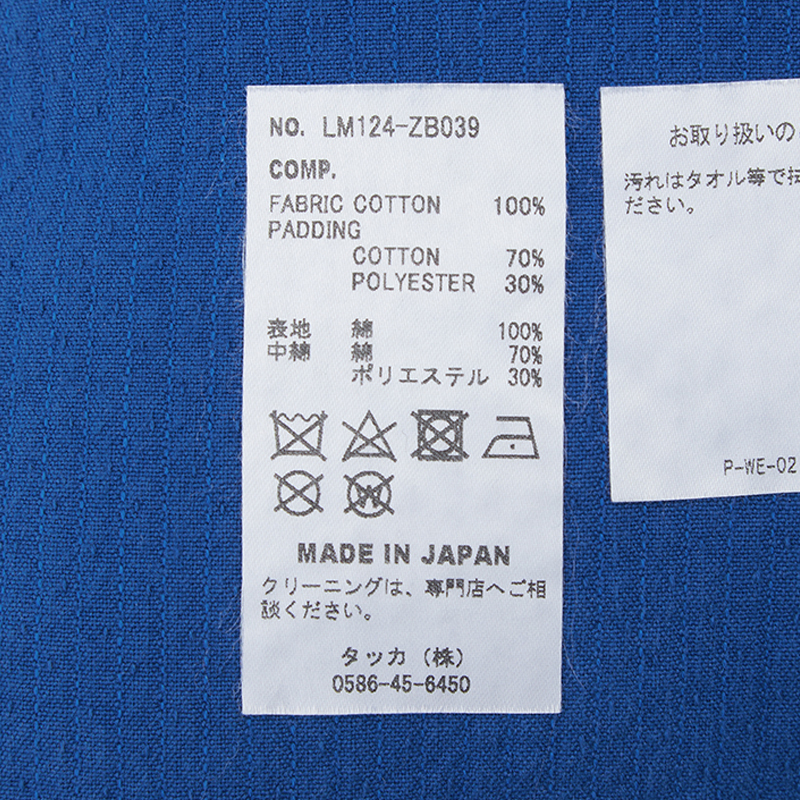 NO. LM124-ZB039
COMP.
FABRIC COTTON 100%
PADDING
COTTON 70%
POLYESTER 30%
表地 綿 100%
中綿 綿 70%
ポリエステル 30%
W
MADE IN JAPAN
クリーニングは、専門店へご相
談ください。
タッカ（株）
0586-45-6450
お取り扱いの
汚れはタオル等で拭
ださい。
P-WE-02